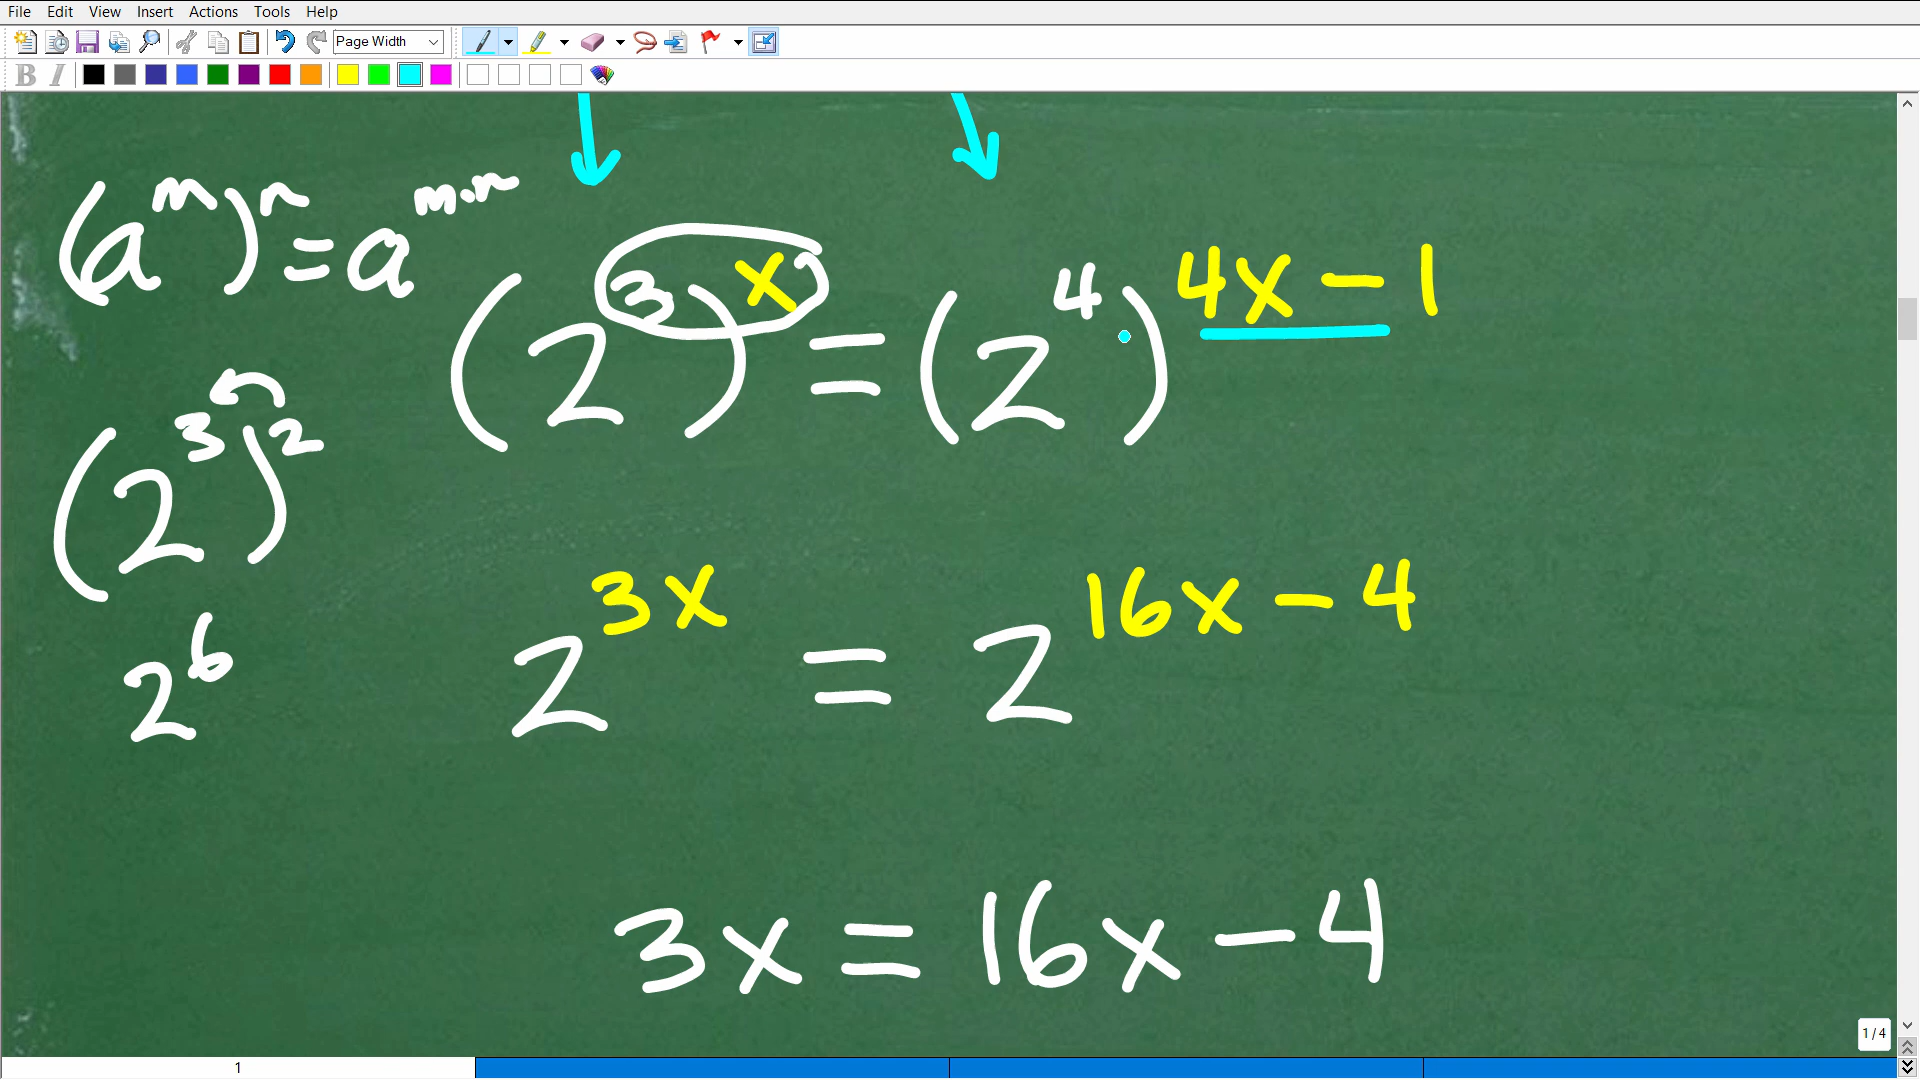 File Edit View Insert Actions Tools Help
Page Width
B I
(a^m)^n = a^{m·n}
(2^3)^x = (2^4)^{4x-1}
(2^3)^2
2^{3x} = 2^{16x-4}
2^6
3x = 16x - 4
1/4
1